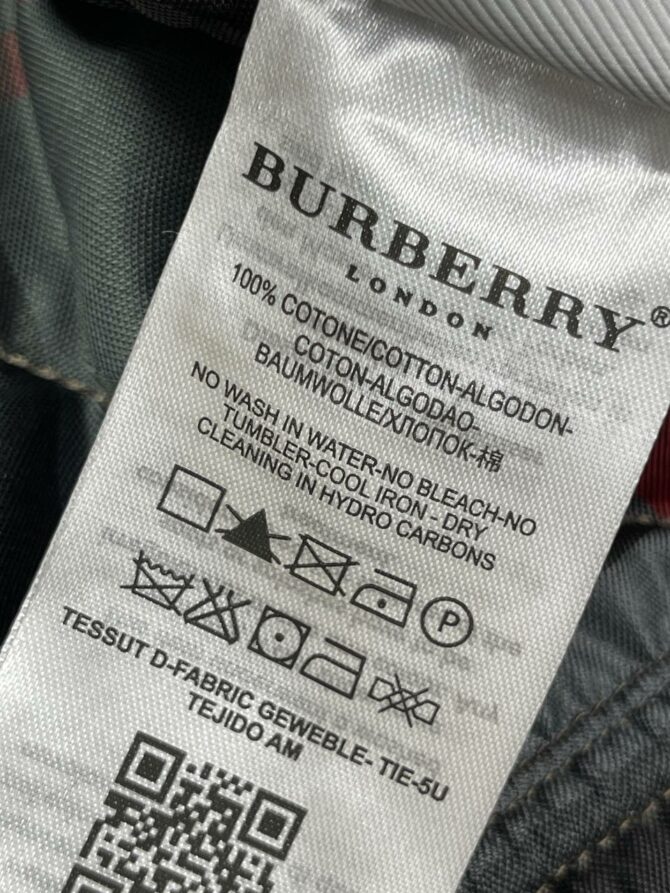 BURBERRY®
LONDON
100% COTONE/COTTON-ALGODON-
COTON-ALGODAO-
BAUMWOLLE/ХЛОПОК-棉
NO WASH IN WATER-NO BLEACH-NO
TUMBLER-COOL IRON - DRY
CLEANING IN HYDRO CARBONS
P
TESSUT D-FABRIC GEWEBLE- TIE-5U
TEJIDO AM